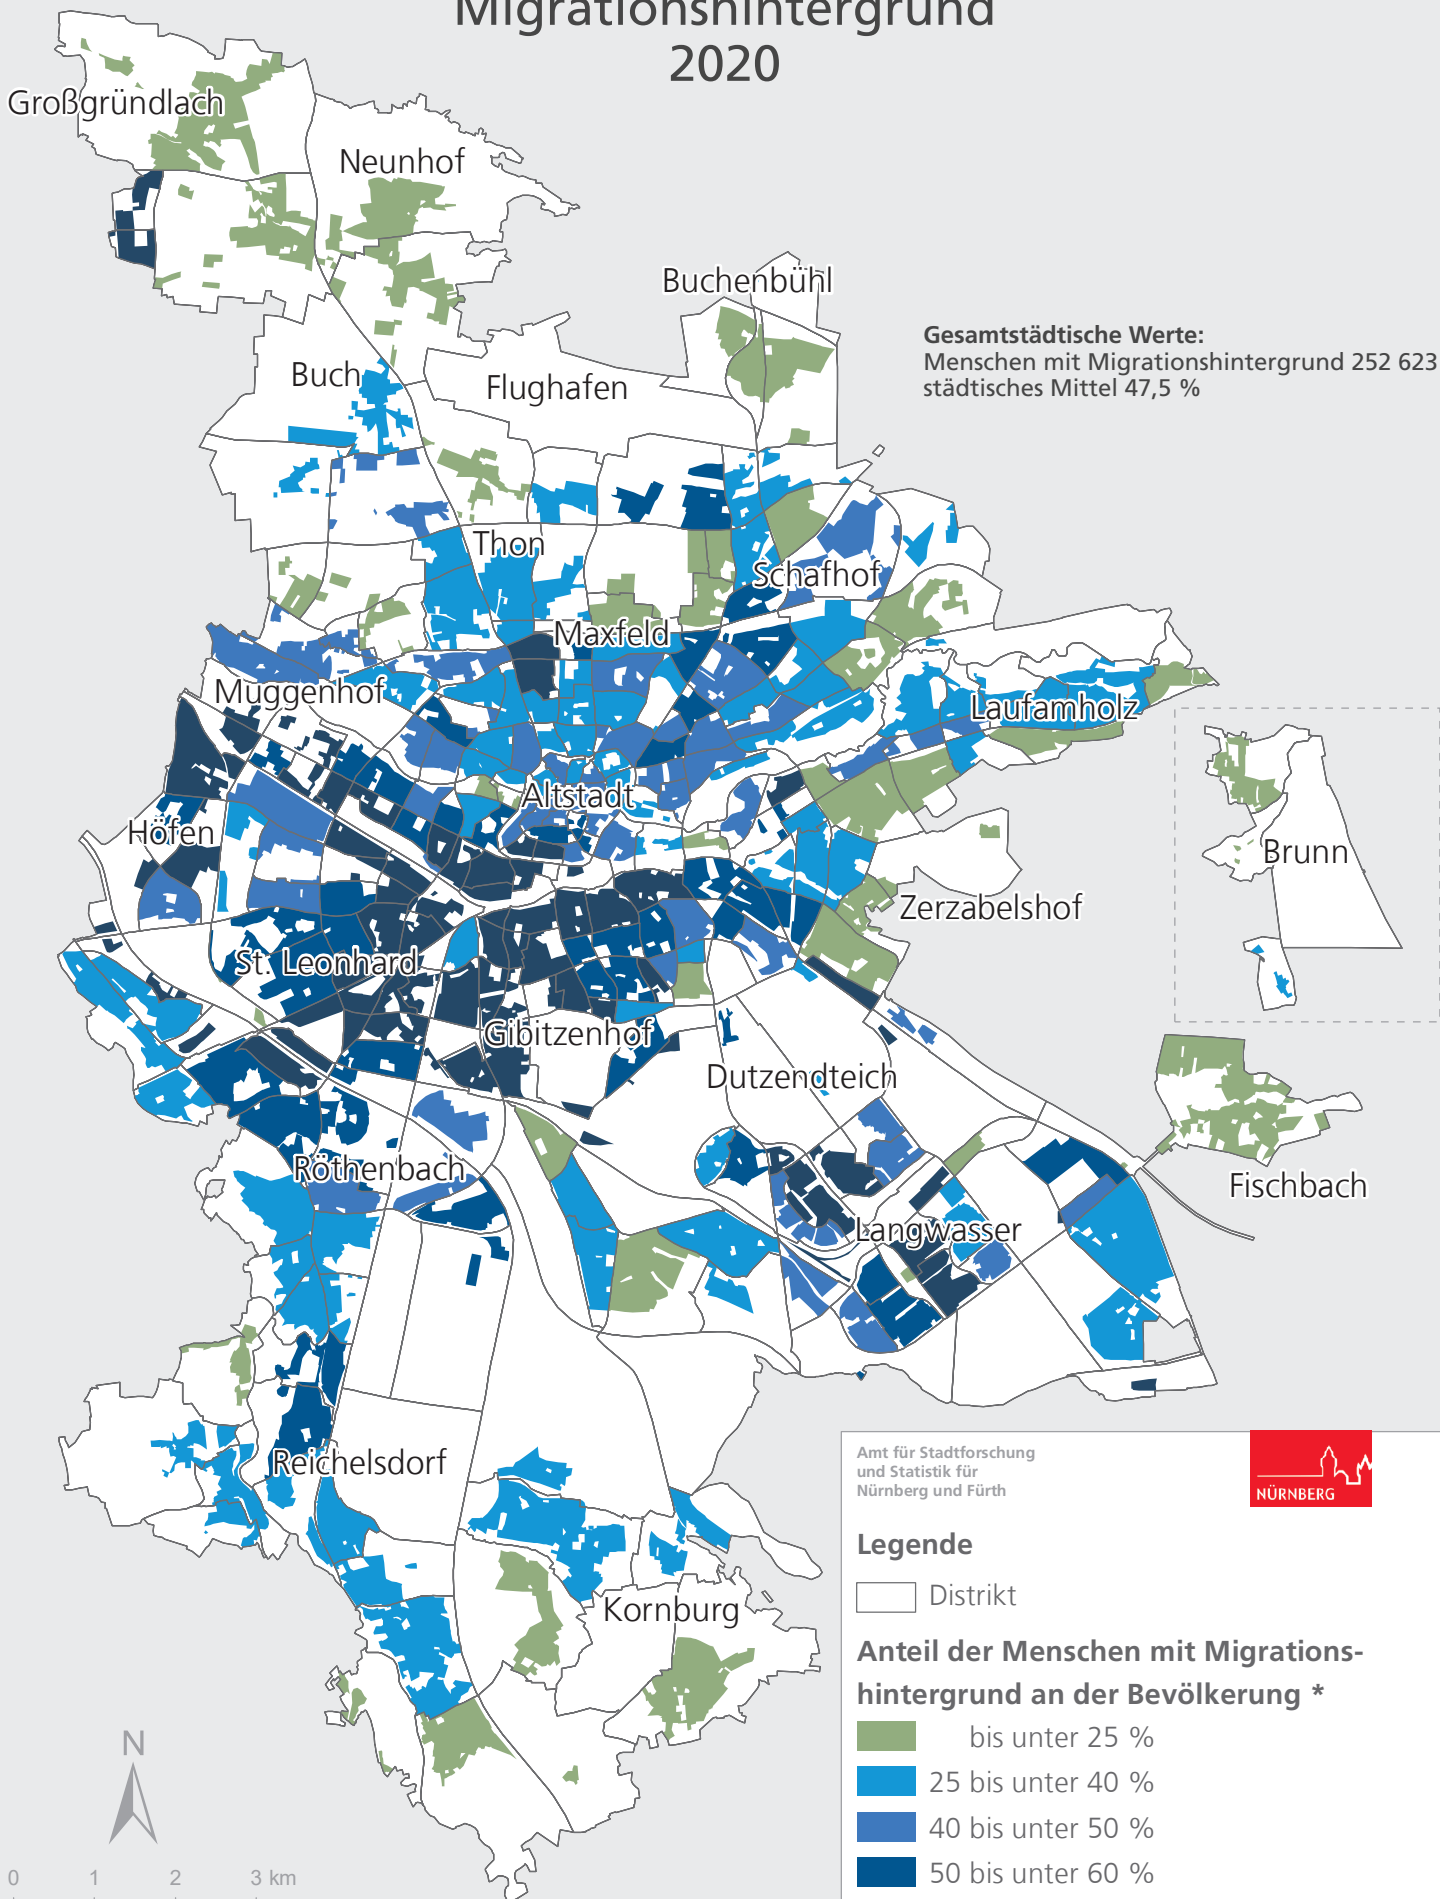 Migrationshintergrund
2020
Großgründlach
Neunhof
Buchenbühl
Gesamtstädtische Werte:
Menschen mit Migrationshintergrund 252 623
städtisches Mittel 47,5 %
Buch
Flughafen
Thon
Schafhof
Maxfeld
Muggenhof
Laufamholz
Altstadt
Höfen
Brunn
Zerzabelshof
St. Leonhard
Gibitzenhof
Dutzendteich
Röthenbach
Fischbach
Langwasser
Reichelsdorf
Kornburg
Amt für Stadtforschung
und Statistik für
Nürnberg und Fürth
NÜRNBERG
Legende
Distrikt
Anteil der Menschen mit Migrations-
hintergrund an der Bevölkerung *
bis unter 25 %
25 bis unter 40 %
40 bis unter 50 %
50 bis unter 60 %
N
0 1 2 3 km